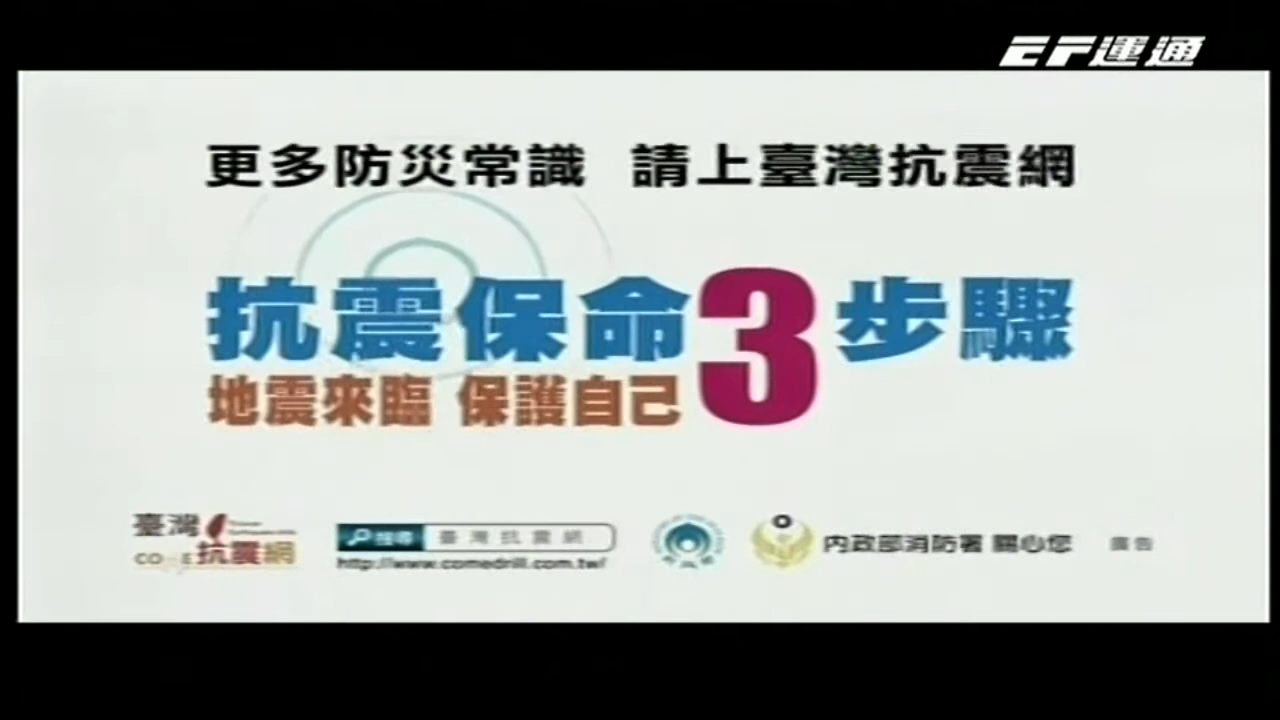 EF運通
更多防災常識 請上臺灣抗震網
抗震保命3步驟
地震來臨 保護自己
臺灣
抗震網
搜尋 臺灣抗震網
http://www.comedrill.com.tw/
內政部消防署 關心您 廣告